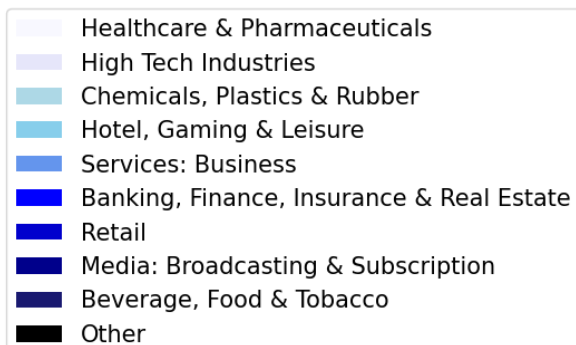 Healthcare & Pharmaceuticals
High Tech Industries
Chemicals, Plastics & Rubber
Hotel, Gaming & Leisure
Services: Business
Banking, Finance, Insurance & Real Estate
Retail
Media: Broadcasting & Subscription
Beverage, Food & Tobacco
Other